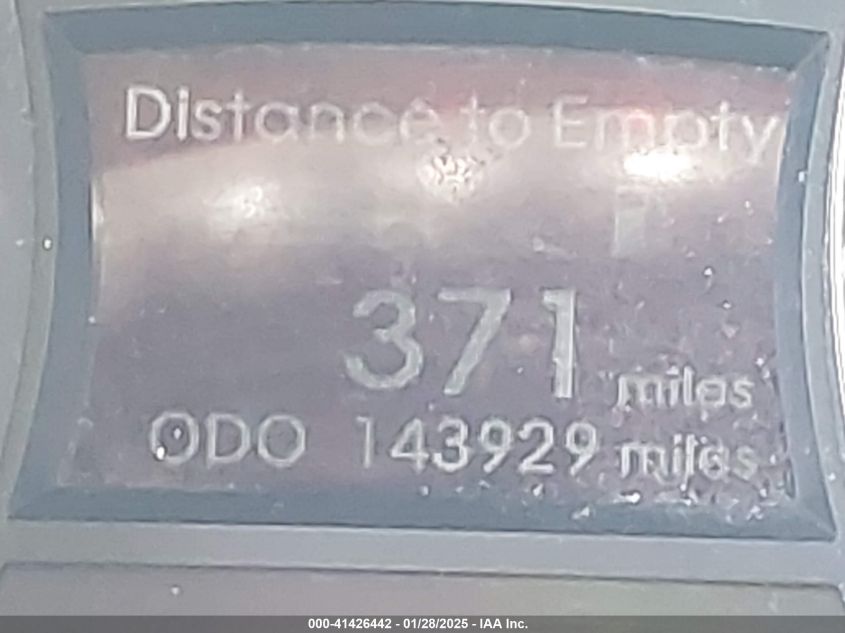 Distance to Empty
371 miles
ODO 143929 miles
000-41426442 - 01/28/2025 - IAA Inc.